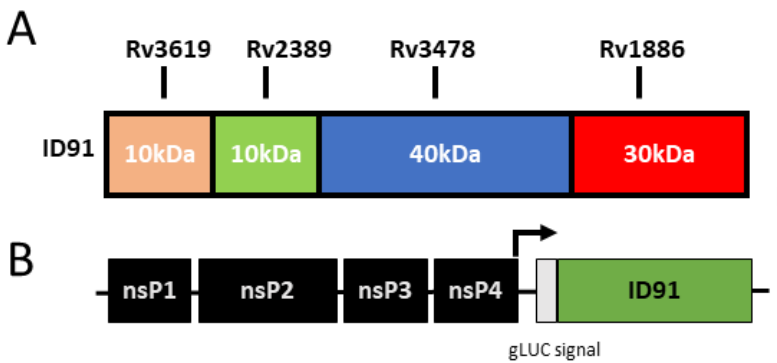 A
Rv3619 Rv2389 Rv3478 Rv1886
ID91 10kDa 10kDa 40kDa 30kDa
B
nsP1 nsP2 nsP3 nsP4 ID91
gLUC signal